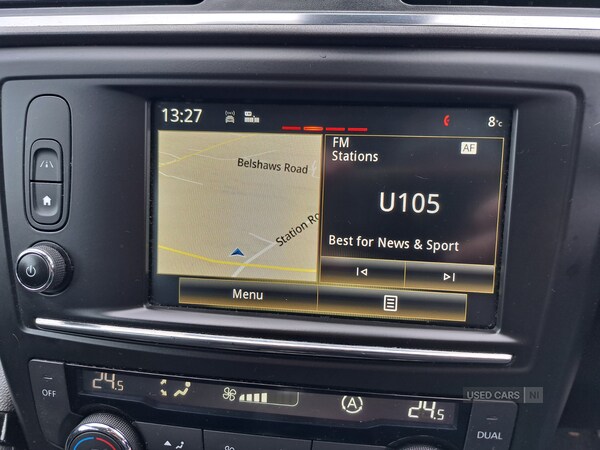 13:27
8°c
Belshaws Road
Station Ro
FM
Stations
AF
U105
Best for News & Sport
Menu
24.5
24.5
OFF
A
DUAL
USED CARS NI